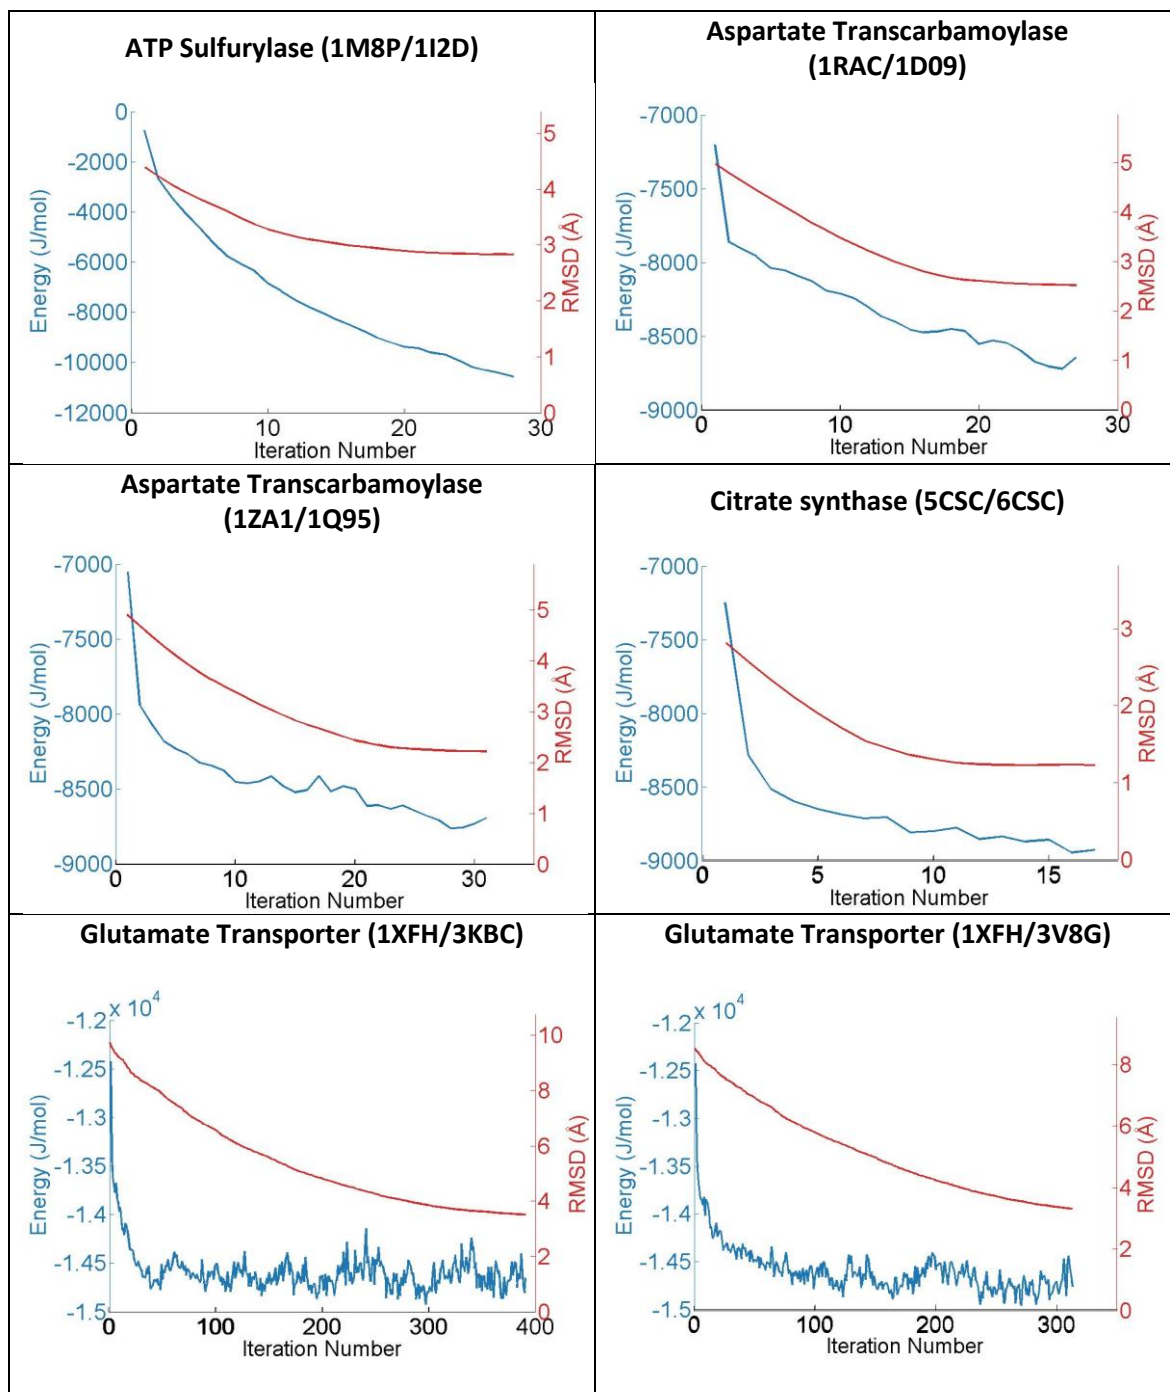 ATP Sulfurylase (1M8P/1I2D)
0
-2000
-4000
-6000
-8000
-10000
-12000
Energy (J/mol)
5
4
3
2
1
0
RMSD (Å)
0 10 20 30
Iteration Number
Aspartate Transcarbamoylase
(1RAC/1D09)
-7000
-7500
-8000
-8500
-9000
Energy (J/mol)
5
4
3
2
1
0
RMSD (Å)
0 10 20 30
Iteration Number
Aspartate Transcarbamoylase
(1ZA1/1Q95)
-7000
-7500
-8000
-8500
-9000
Energy (J/mol)
5
4
3
2
1
0
RMSD (Å)
0 10 20 30
Iteration Number
Citrate synthase (5CSC/6CSC)
-7000
-7500
-8000
-8500
-9000
Energy (J/mol)
3
2
1
0
RMSD (Å)
0 5 10 15
Iteration Number
Glutamate Transporter (1XFH/3KBC)
x 10⁴
-1.2
-1.25
-1.3
-1.35
-1.4
-1.45
-1.5
Energy (J/mol)
10
8
6
4
2
0
RMSD (Å)
0 100 200 300 400
Iteration Number
Glutamate Transporter (1XFH/3V8G)
x 10⁴
-1.2
-1.25
-1.3
-1.35
-1.4
-1.45
-1.5
Energy (J/mol)
8
6
4
2
0
RMSD (Å)
0 100 200 300
Iteration Number